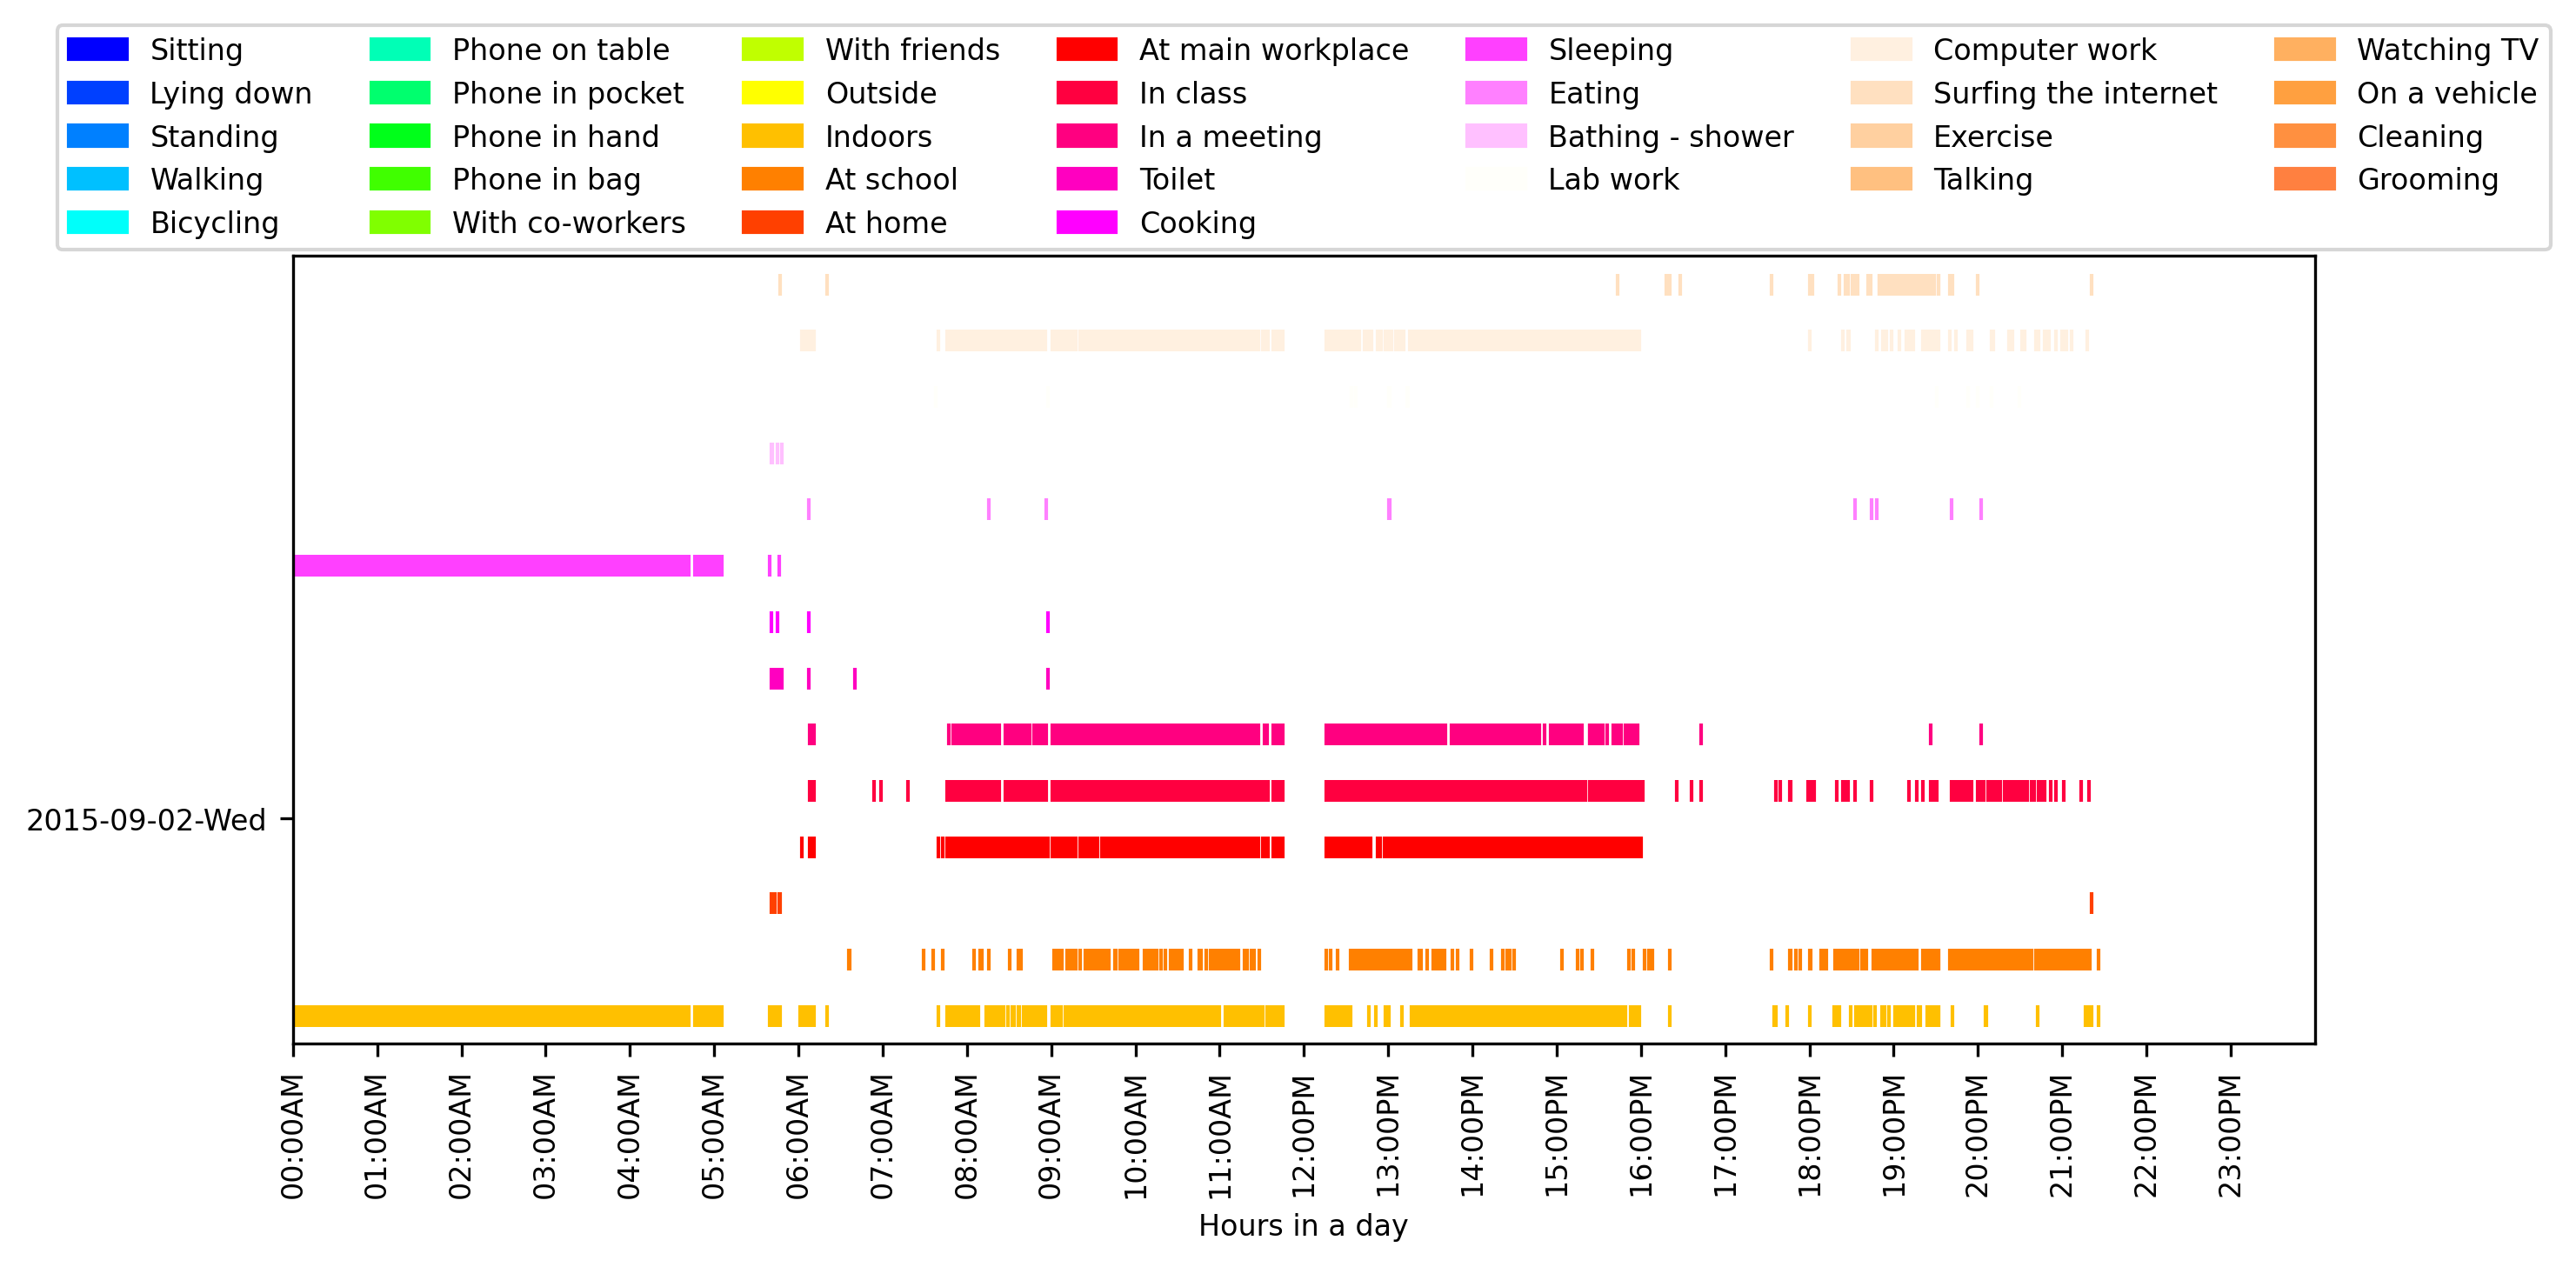 Sitting
Lying down
Standing
Walking
Bicycling
Phone on table
Phone in pocket
Phone in hand
Phone in bag
With co-workers
With friends
Outside
Indoors
At school
At home
At main workplace
In class
In a meeting
Toilet
Cooking
Sleeping
Eating
Bathing - shower
Lab work
Computer work
Surfing the internet
Exercise
Talking
Watching TV
On a vehicle
Cleaning
Grooming
2015-09-02-Wed
00:00AM
01:00AM
02:00AM
03:00AM
04:00AM
05:00AM
06:00AM
07:00AM
08:00AM
09:00AM
10:00AM
11:00AM
12:00PM
13:00PM
14:00PM
15:00PM
16:00PM
17:00PM
18:00PM
19:00PM
20:00PM
21:00PM
22:00PM
23:00PM
Hours in a day